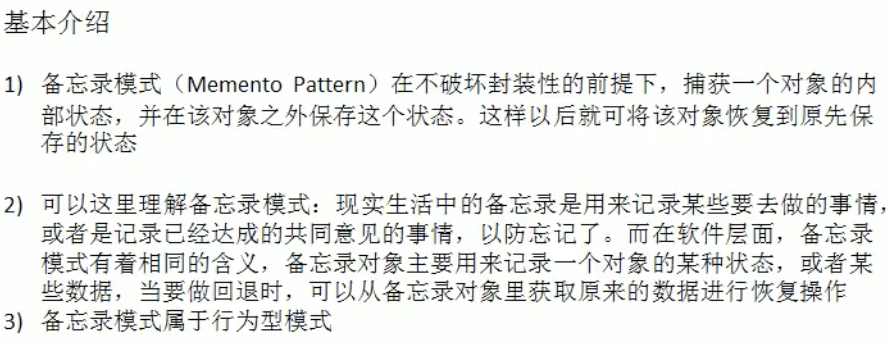 基本介绍
1) 备忘录模式（Memento Pattern）在不破坏封装性的前提下，捕获一个对象的内
部状态，并在该对象之外保存这个状态。这样以后就可将该对象恢复到原先保
存的状态
2) 可以这里理解备忘录模式：现实生活中的备忘录是用来记录某些要去做的事情，
或者是记录已经达成的共同意见的事情，以防忘记了。而在软件层面，备忘录
模式有着相同的含义，备忘录对象主要用来记录一个对象的某种状态，或者某
些数据，当要做回退时，可以从备忘录对象里获取原来的数据进行恢复操作
3) 备忘录模式属于行为型模式